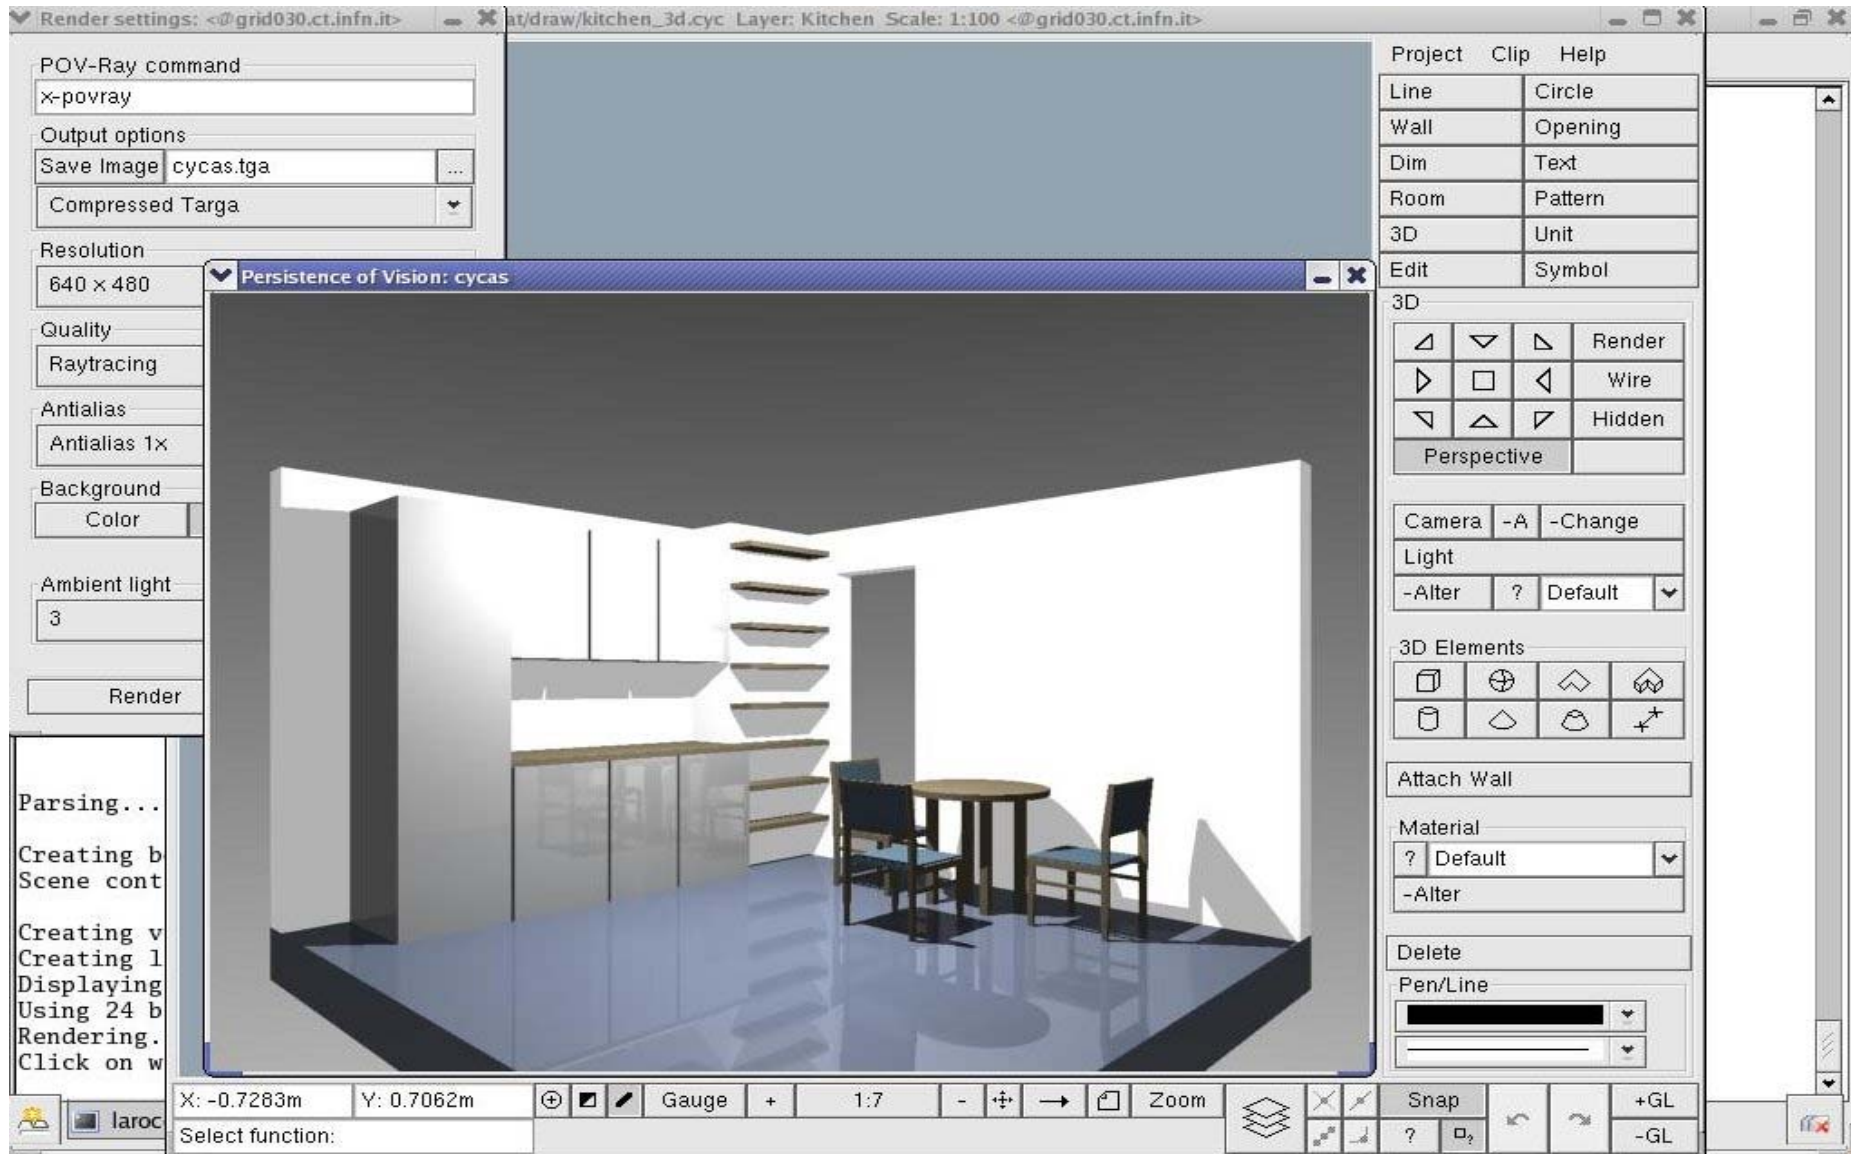 Render settings: <@grid030.ct.infn.it>
at/draw/kitchen_3d.cyc Layer: Kitchen Scale: 1:100 <@grid030.ct.infn.it>
POV-Ray command
x-povray
Output options
Save Image cycas.tga ...
Compressed Targa
Resolution
640 x 480
Quality
Raytracing
Antialias
Antialias 1x
Background
Color
Ambient light
3
Render
Persistence of Vision: cycas
Parsing...
Creating b
Scene cont
Creating v
Creating l
Displaying
Using 24 b
Rendering.
Click on w
laroc
Project Clip Help
Line Circle
Wall Opening
Dim Text
Room Pattern
3D Unit
Edit Symbol
3D
Render
Wire
Hidden
Perspective
Camera -A -Change
Light
-Alter ? Default
3D Elements
Attach Wall
Material
? Default
-Alter
Delete
Pen/Line
X: -0.7283m Y: 0.7062m Gauge + 1:7 - Zoom Snap +GL
Select function: ? -GL